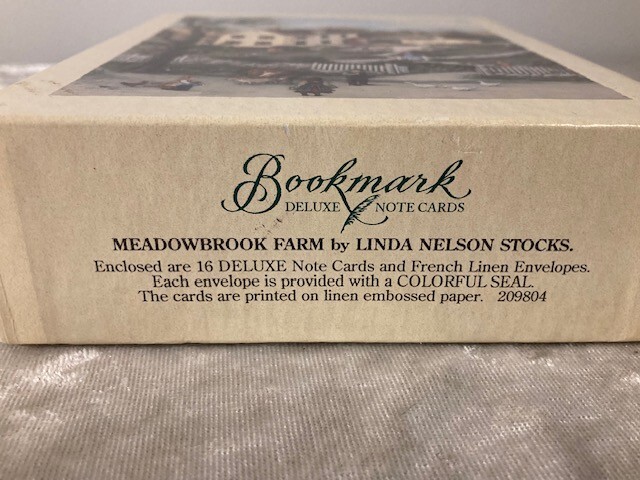 Bookmark
DELUXE NOTE CARDS
MEADOWBROOK FARM by LINDA NELSON STOCKS.
Enclosed are 16 DELUXE Note Cards and French Linen Envelopes.
Each envelope is provided with a COLORFUL SEAL.
The cards are printed on linen embossed paper. 209804